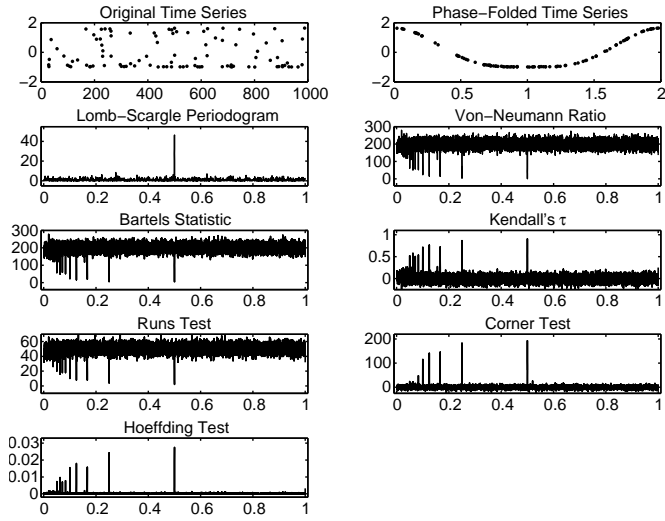 Original Time Series
2
0
−2
0 200 400 600 800 1000
Phase−Folded Time Series
2
0
−2
0 0.5 1 1.5 2
Lomb−Scargle Periodogram
40
20
0
0 0.2 0.4 0.6 0.8 1
Von−Neumann Ratio
300
200
100
0
0 0.2 0.4 0.6 0.8 1
Bartels Statistic
300
200
100
0
0 0.2 0.4 0.6 0.8 1
Kendall's τ
1
0.5
0
0 0.2 0.4 0.6 0.8 1
Runs Test
60
40
20
0
0 0.2 0.4 0.6 0.8 1
Corner Test
200
100
0
0 0.2 0.4 0.6 0.8 1
Hoeffding Test
0.03
0.02
0.01
0
0 0.2 0.4 0.6 0.8 1